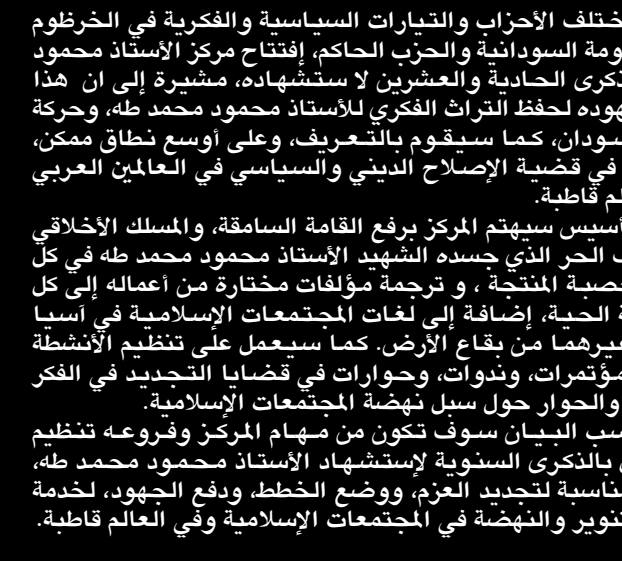 ختلف الأحزاب والتيارات السياسية والفكرية في الخرظوم
ومة السودانية والحزب الحاكم، إفتتاح مركز الأستاذ محمود
ذكرى الحادية والعشرين لا ستشهاده، مشيرة إلى ان هذا
هوده لحفظ التراث الفكري للأستاذ محمود محمد طه، وحركة
سودان، كما سيقوم بالتعريف، وعلى أوسع نطاق ممكن،
في قضية الإصلاح الديني والسياسي في العالمين العربي
م قاطبة.
أسيس سيهتم المركز برفع القامة السامقة، والمسلك الأخلاقي
الحر الذي جسده الشهيد الأستاذ محمود محمد طه في كل
خصبة المنتجة ، و ترجمة مؤلفات مختارة من أعماله إلى كل
ة الحية، إضافة إلى لغات المجتمعات الإسلامية في آسيا
غيرهما من بقاع الأرض. كما سيعمل على تنظيم الأنشطة
مؤتمرات، وندوات، وحوارات في قضايا التجديد في الفكر
والحوار حول سبل نهضة المجتمعات الإسلامية.
سب البيان سوف تكون من مهام المركز وفروعه تنظيم
بالذكرى السنوية لإستشهاد الأستاذ محمود محمد طه،
ناسبة لتجديد العزم، ووضع الخطط، ودفع الجهود، لخدمة
تنوير والنهضة في المجتمعات الإسلامية وفي العالم قاطبة.